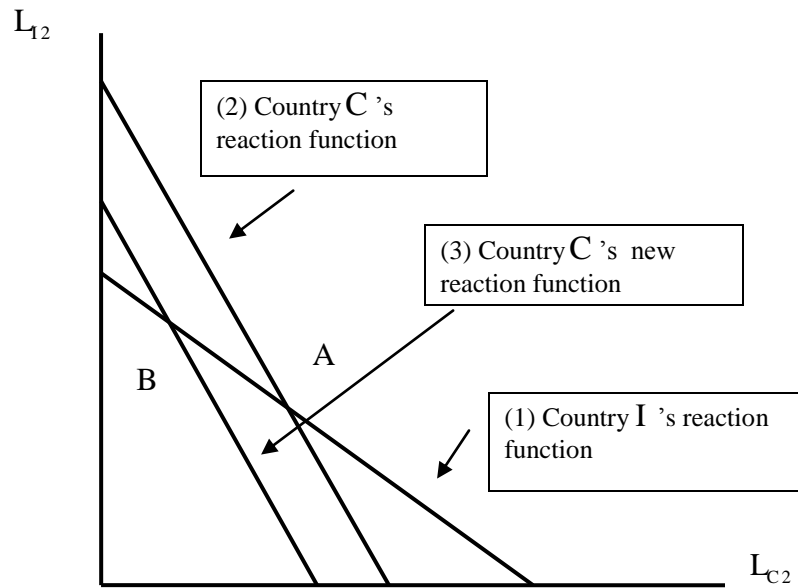 L12
(2) Country C 's
reaction function
(3) Country C 's new
reaction function
A
B
(1) Country I 's reaction
function
LC2